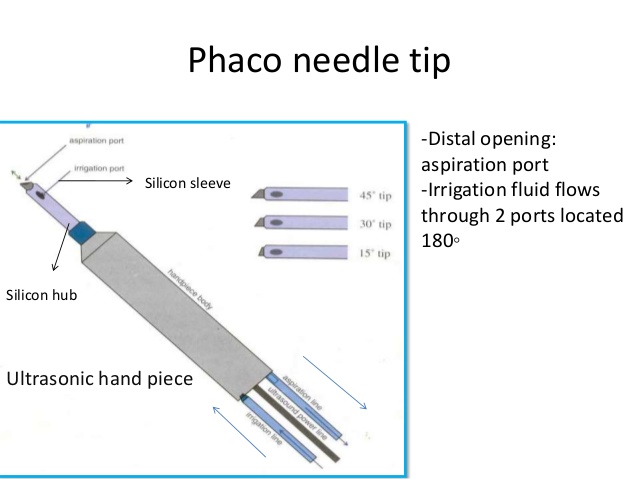 Phaco needle tip
aspiration port
irrigation port
Silicon sleeve
45° tip
30° tip
15° tip
Silicon hub
handpiece body
Ultrasonic hand piece
aspiration line
ultrasound power line
irrigation line
-Distal opening:
aspiration port
-Irrigation fluid flows
through 2 ports located
180◦